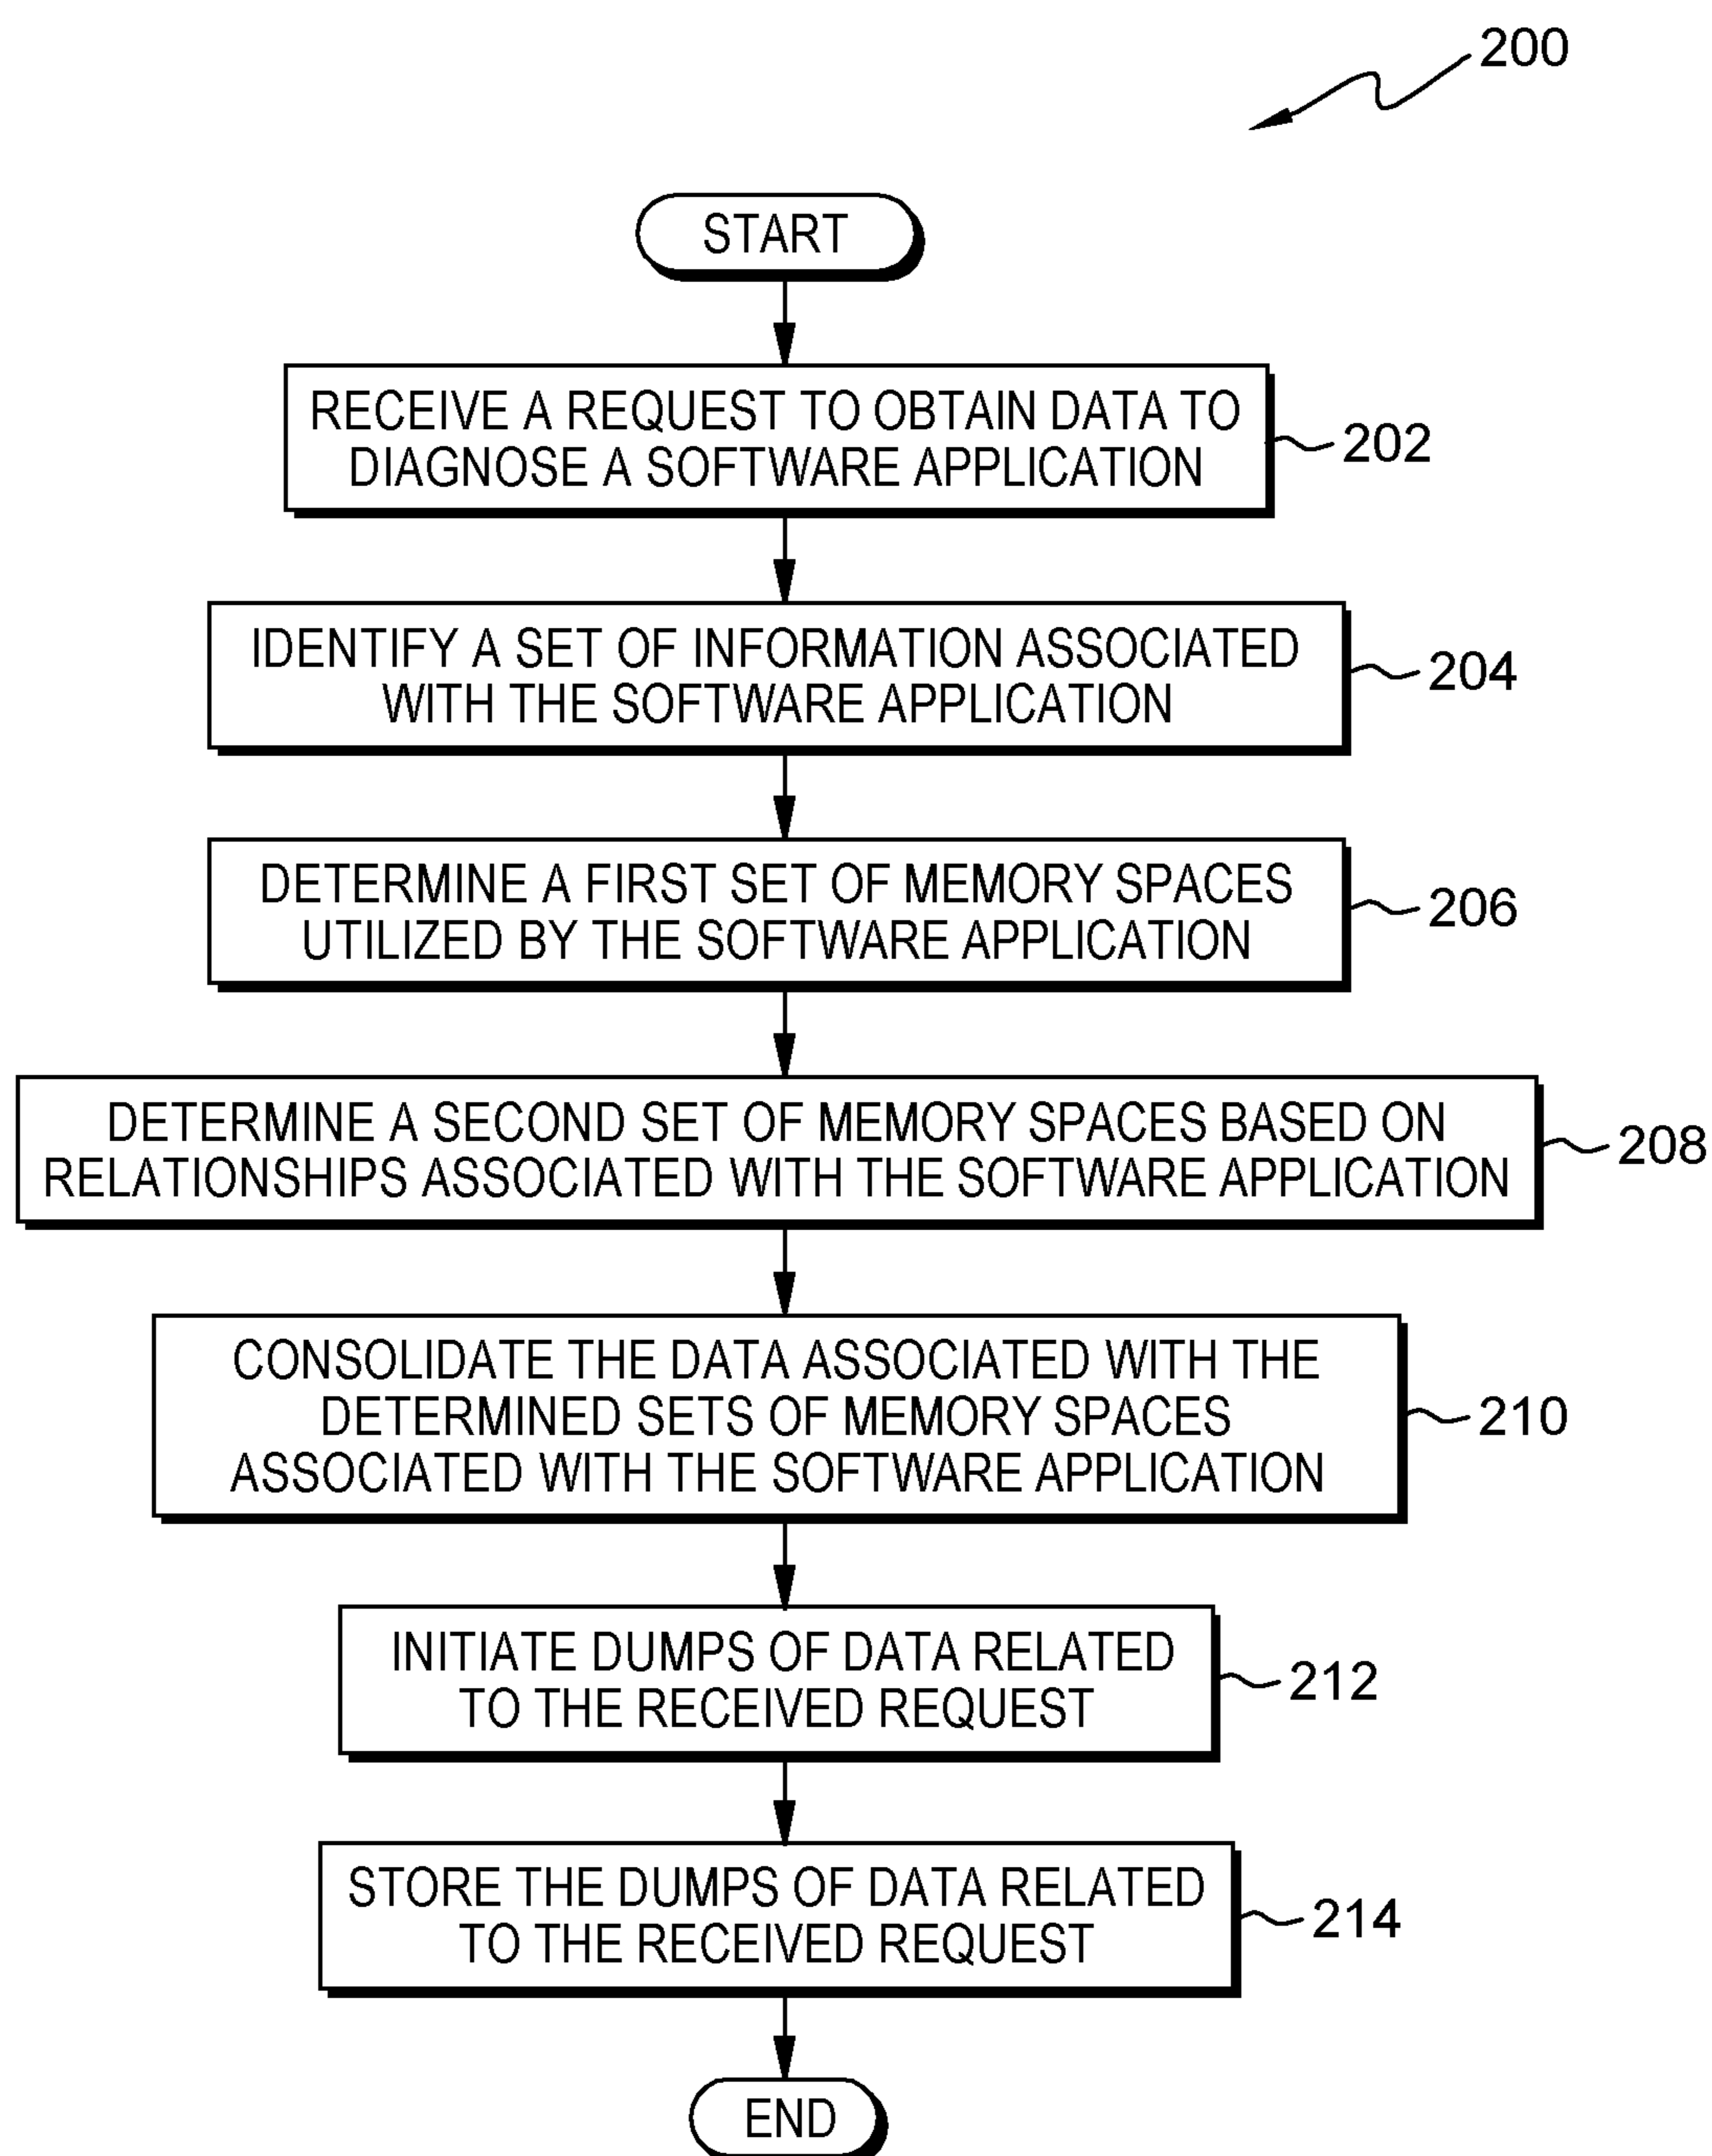 200
START
RECEIVE A REQUEST TO OBTAIN DATA TO
DIAGNOSE A SOFTWARE APPLICATION
202
IDENTIFY A SET OF INFORMATION ASSOCIATED
WITH THE SOFTWARE APPLICATION
204
DETERMINE A FIRST SET OF MEMORY SPACES
UTILIZED BY THE SOFTWARE APPLICATION
206
DETERMINE A SECOND SET OF MEMORY SPACES BASED ON
RELATIONSHIPS ASSOCIATED WITH THE SOFTWARE APPLICATION
208
CONSOLIDATE THE DATA ASSOCIATED WITH THE
DETERMINED SETS OF MEMORY SPACES
ASSOCIATED WITH THE SOFTWARE APPLICATION
210
INITIATE DUMPS OF DATA RELATED
TO THE RECEIVED REQUEST
212
STORE THE DUMPS OF DATA RELATED
TO THE RECEIVED REQUEST
214
END